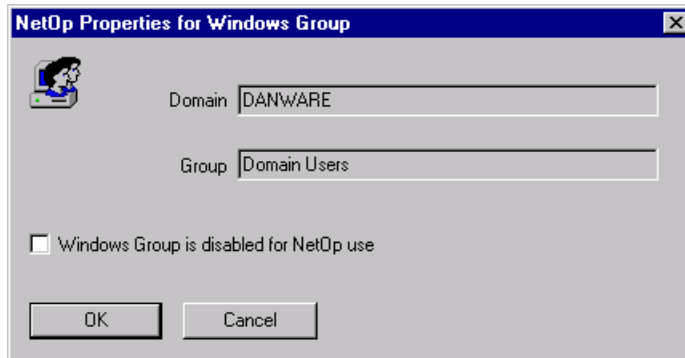 NetOp Properties for Windows Group
Domain DANWARE
Group Domain Users
Windows Group is disabled for NetOp use
OK Cancel